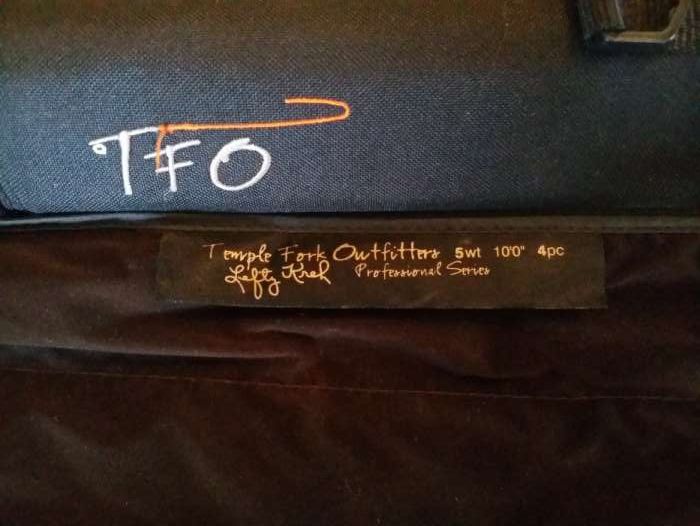 TFO
Temple Fork Outfitters 5wt 10'0" 4pc
Lefty Kreh Professional Series